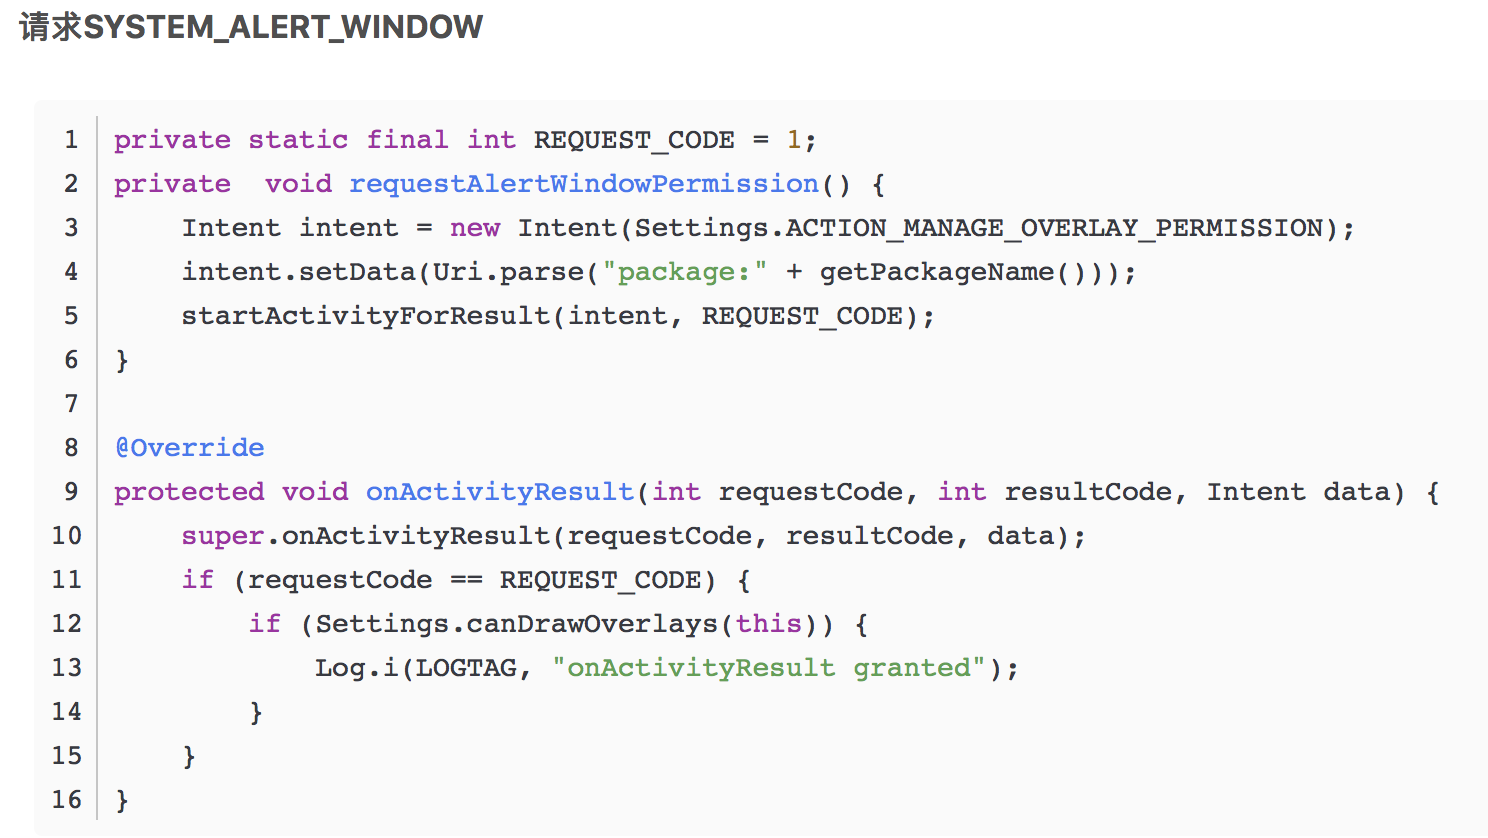 请求SYSTEM_ALERT_WINDOW
1 private static final int REQUEST_CODE = 1;
2 private  void requestAlertWindowPermission() {
3     Intent intent = new Intent(Settings.ACTION_MANAGE_OVERLAY_PERMISSION);
4     intent.setData(Uri.parse("package:" + getPackageName()));
5     startActivityForResult(intent, REQUEST_CODE);
6 }
7
8 @Override
9 protected void onActivityResult(int requestCode, int resultCode, Intent data) {
10     super.onActivityResult(requestCode, resultCode, data);
11     if (requestCode == REQUEST_CODE) {
12         if (Settings.canDrawOverlays(this)) {
13             Log.i(LOGTAG, "onActivityResult granted");
14         }
15     }
16 }